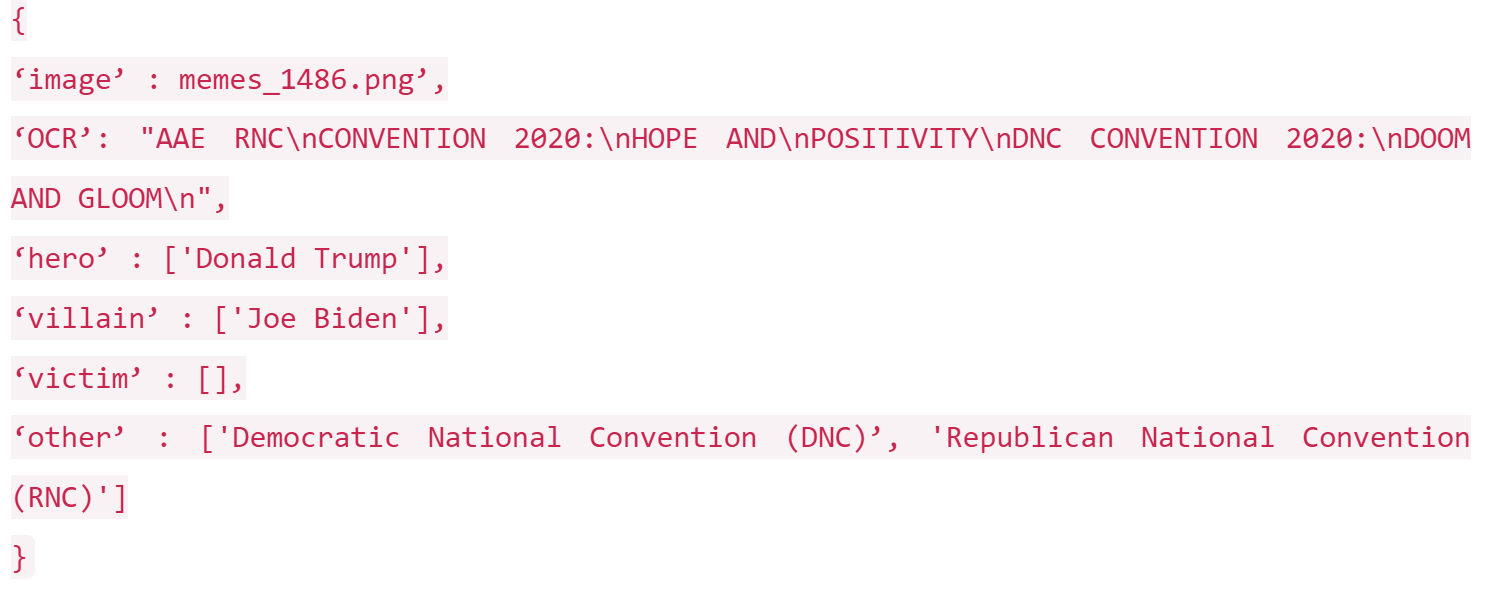 {
‘image’ : memes_1486.png’,
‘OCR’: "AAE RNC\nCONVENTION 2020:\nHOPE AND\nPOSITIVITY\nDNC CONVENTION 2020:\nDOOM
AND GLOOM\n",
‘hero’ : ['Donald Trump'],
‘villain’ : ['Joe Biden'],
‘victim’ : [],
‘other’ : ['Democratic National Convention (DNC)’, 'Republican National Convention
(RNC)']
}